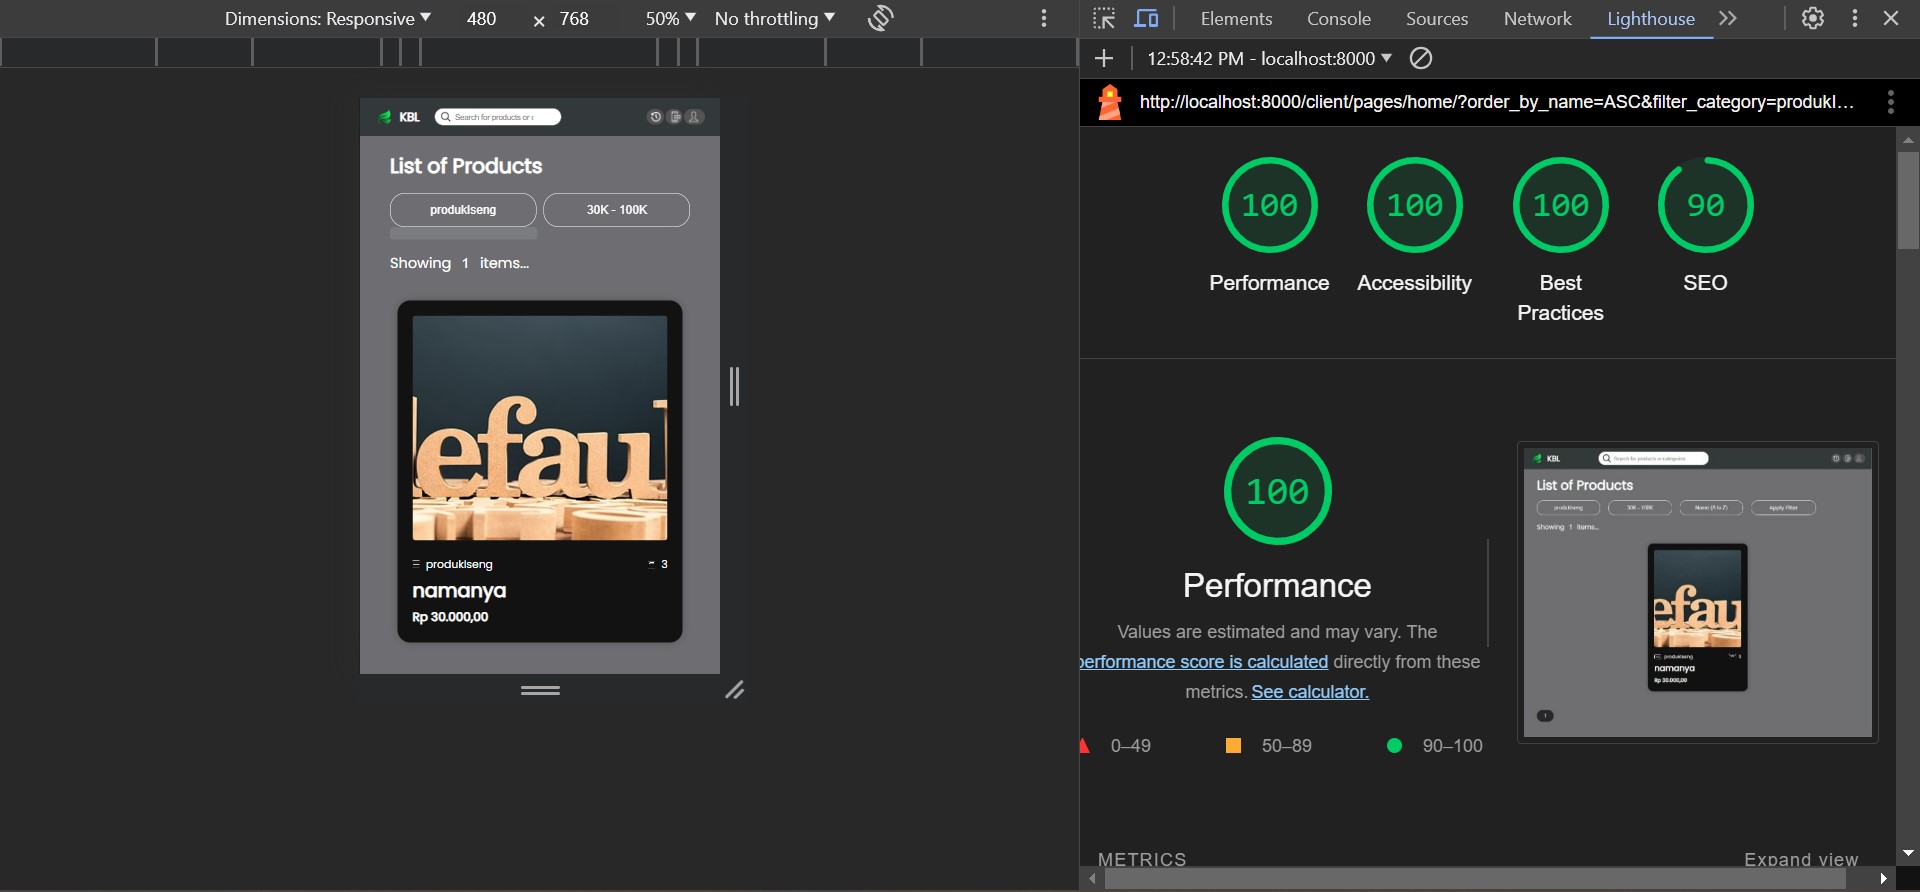 Dimensions: Responsive 480 × 768 50% No throttling
Elements Console Sources Network Lighthouse
12:58:42 PM - localhost:8000
http://localhost:8000/client/pages/home/?order_by_name=ASC&filter_category=produkl…
KBL Search for products or c
List of Products
produklseng 30K - 100K
Showing 1 items...
efau
produklseng 3
namanya
Rp 30.000,00
100 100 100 90
Performance Accessibility Best Practices SEO
100
Performance
Values are estimated and may vary. The
performance score is calculated directly from these
metrics. See calculator.
0–49 50–89 90–100
KBL Search for products or categories
List of Products
produklseng 30K - 100K Name (A to Z) Apply Filter
Showing 1 items...
efau
produklseng 3
namanya
Rp 30.000,00
1
METRICS Expand view